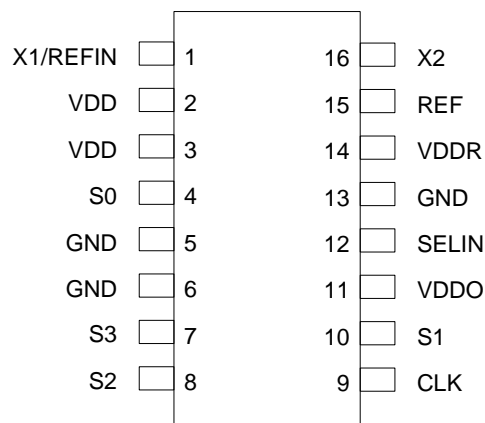 X1/REFIN 1 16 X2
VDD 2 15 REF
VDD 3 14 VDDR
S0 4 13 GND
GND 5 12 SELIN
GND 6 11 VDDO
S3 7 10 S1
S2 8 9 CLK